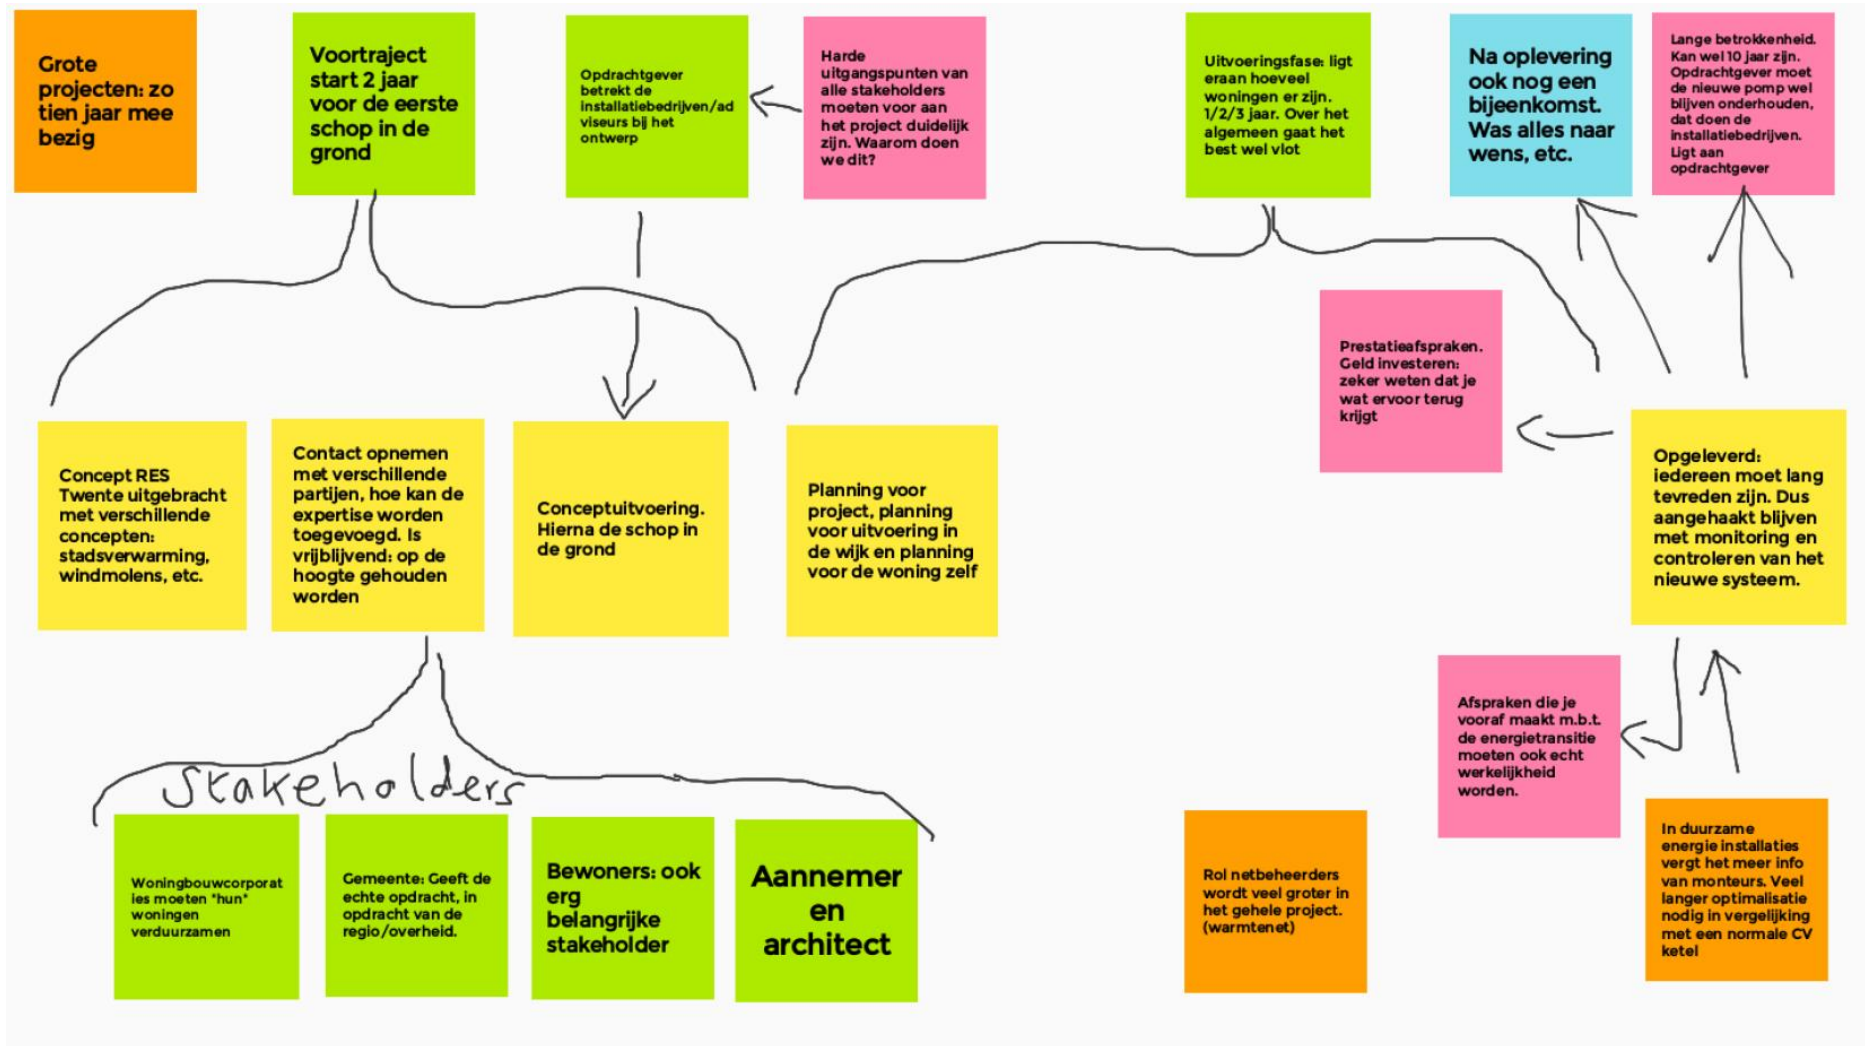 Grote
projecten: zo
tien jaar mee
bezig
Voortraject
start 2 jaar
voor de eerste
schop in de
grond
Opdrachtgever
betrekt de
installatiebedrijven/ad
viseurs bij het
ontwerp
Harde
uitgangspunten van
alle stakeholders
moeten voor aan
het project duidelijk
zijn. Waarom doen
we dit?
Uitvoeringsfase: ligt
eraan hoeveel
woningen er zijn.
1/2/3 jaar. Over het
algemeen gaat het
best wel vlot
Na oplevering
ook nog een
bijeenkomst.
Was alles naar
wens, etc.
Lange betrokkenheid.
Kan wel 10 jaar zijn.
Opdrachtgever moet
de nieuwe pomp wel
blijven onderhouden,
dat doen de
installatiebedrijven.
Ligt aan
opdrachtgever
Prestatieafspraken.
Geld investeren:
zeker weten dat je
wat ervoor terug
krijgt
Concept RES
Twente uitgebracht
met verschillende
concepten:
stadsverwarming,
windmolens, etc.
Contact opnemen
met verschillende
partijen, hoe kan de
expertise worden
toegevoegd. Is
vrijblijvend: op de
hoogte gehouden
worden
Conceptuitvoering.
Hierna de schop in
de grond
Planning voor
project, planning
voor uitvoering in
de wijk en planning
voor de woning zelf
Opgeleverd:
iedereen moet lang
tevreden zijn. Dus
aangehaakt blijven
met monitoring en
controleren van het
nieuwe systeem.
Afspraken die je
vooraf maakt m.b.t.
de energietransitie
moeten ook echt
werkelijkheid
worden.
Stakeholders
Woningbouwcorporat
ies moeten "hun"
woningen
verduurzamen
Gemeente: Geeft de
echte opdracht, in
opdracht van de
regio/overheid.
Bewoners: ook
erg
belangrijke
stakeholder
Aannemer
en
architect
Rol netbeheerders
wordt veel groter in
het gehele project.
(warmtenet)
In duurzame
energie installaties
vergt het meer info
van monteurs. Veel
langer optimalisatie
nodig in vergelijking
met een normale CV
ketel